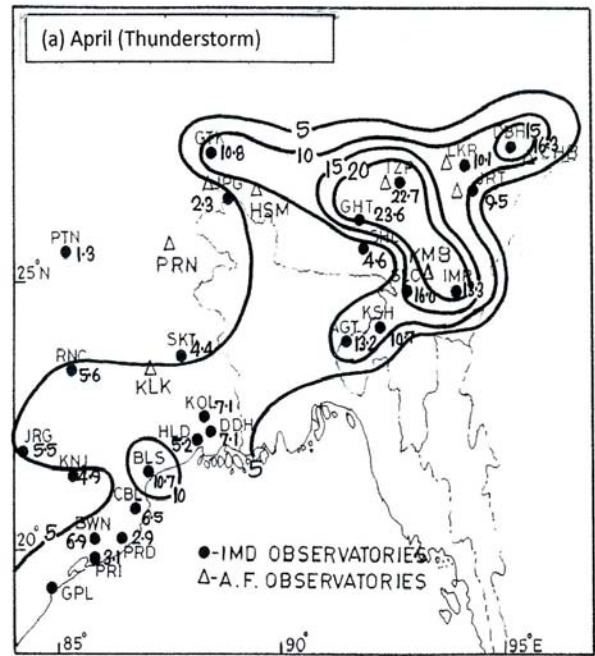 (a) April (Thunderstorm)
5
10
15 20
DBH 15
16.3
CHB
GTK
10.8
LKR
10.1
TZP
22.7
JRT
9.5
JPG
2.3
HSM
GHT
23.6
PTN
1.3
PRN
SHL
4.6
KMB
25°N
SLC
16.0
IMP
13.3
KSH
10.7
AGT
13.2
SKT
4.4
RNC
5.6
KLK
KOL 7.1
DDH
7.1
HLD
5.2
5
JRG
5.5
KNJ
4.9
BLS
10.7
10
CBL
6.5
5
20°
BWN
6.9
PRD
2.9
3.1
PRI
GPL
●-IMD OBSERVATORIES
△-A.F. OBSERVATORIES
85°
90°
95°E